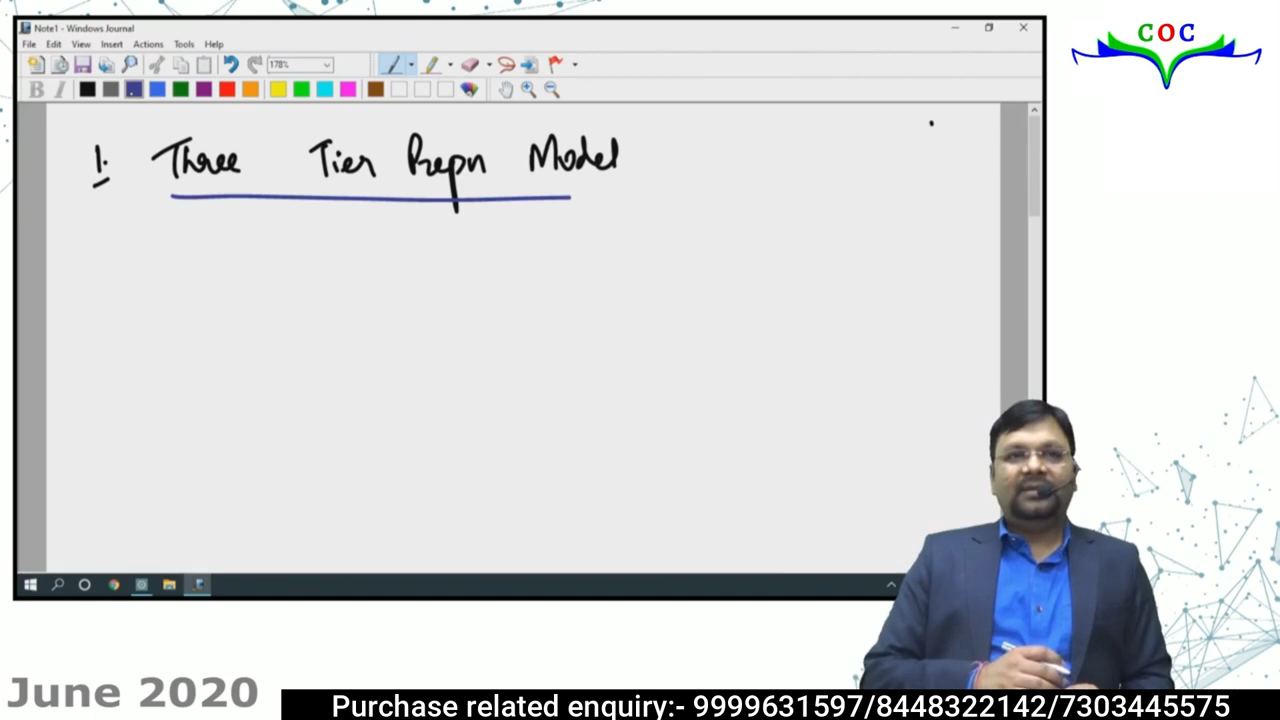 Note1 - Windows Journal
File Edit View Insert Actions Tools Help
178%
B I
COC
1. Three Tier Repn Model
June 2020
Purchase related enquiry:- 9999631597/8448322142/7303445575